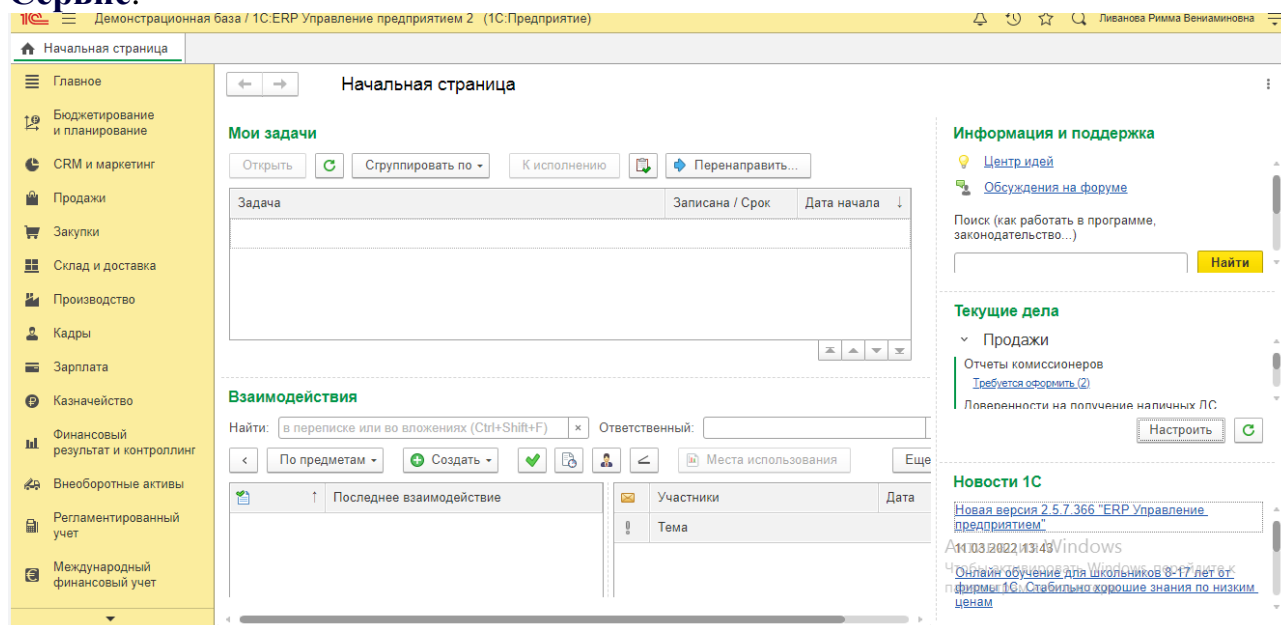 Сервис.
1С Демонстрационная база / 1С:ERP Управление предприятием 2 (1С:Предприятие)
Ливанова Римма Вениаминовна
Начальная страница
Главное
Бюджетирование
и планирование
CRM и маркетинг
Продажи
Закупки
Склад и доставка
Производство
Кадры
Зарплата
Казначейство
Финансовый
результат и контроллинг
Внеоборотные активы
Регламентированный
учет
Международный
финансовый учет
Начальная страница
Мои задачи
Открыть Сгруппировать по К исполнению Перенаправить...
Задача Записана / Срок Дата начала ↓
Взаимодействия
Найти: в переписке или во вложениях (Ctrl+Shift+F) × Ответственный:
По предметам Создать Места использования Еще
↑ Последнее взаимодействие Участники Дата
Тема
Информация и поддержка
Центр идей
Обсуждения на форуме
Поиск (как работать в программе,
законодательство...)
Найти
Текущие дела
Продажи
Отчеты комиссионеров
Требуется оформить (2)
Доверенности на получение наличных ДС
Настроить
Новости 1С
Новая версия 2.5.7.366 "ERP Управление
предприятием"
11.03.2022, 13:43
Windows
Онлайн обучение для школьников 8-17 лет от
фирмы 1С. Стабильно хорошие знания по низким
ценам